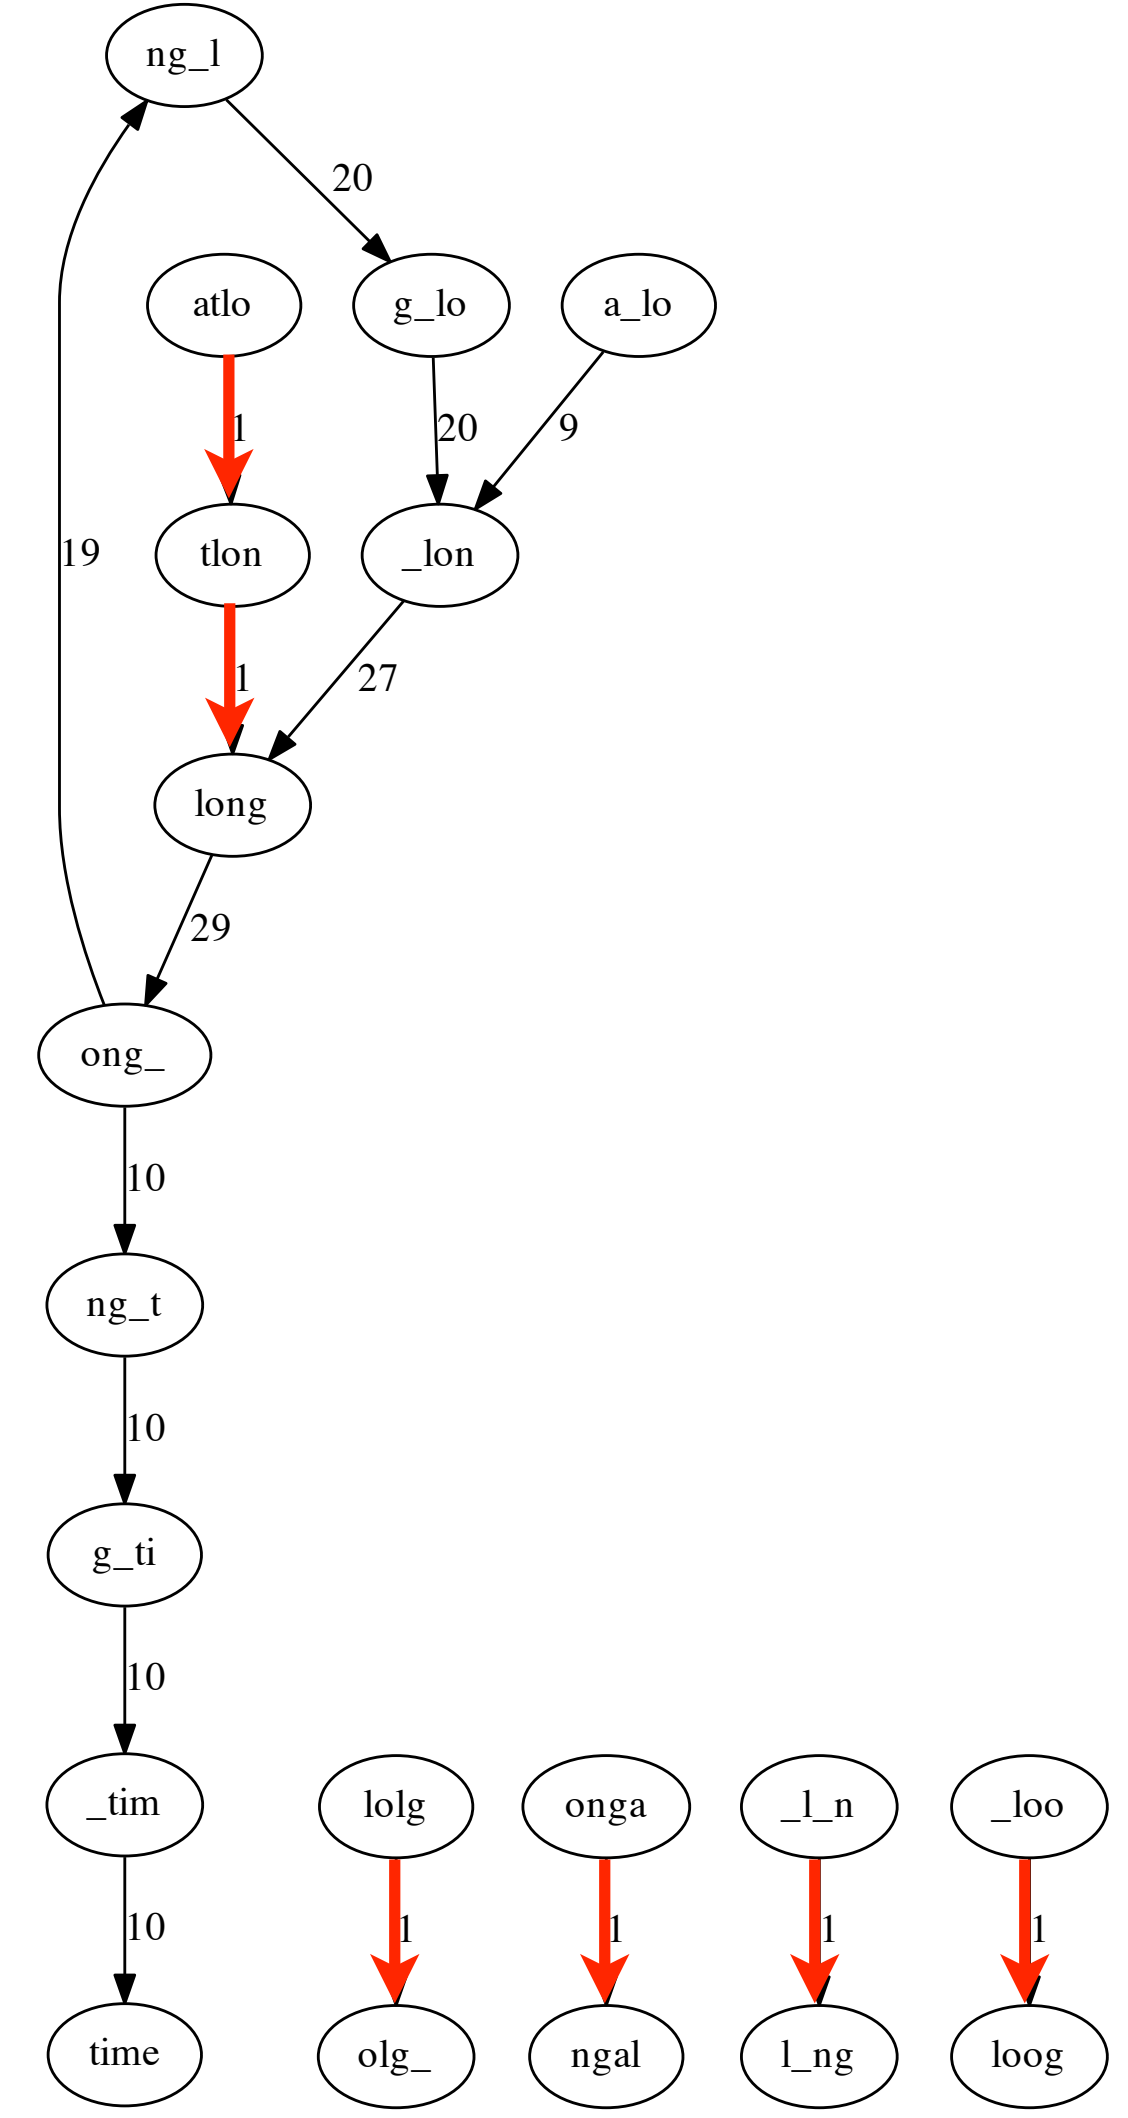 ng_l
20
atlo
g_lo
a_lo
1
20
9
19
tlon
_lon
1
27
long
29
ong_
10
ng_t
10
g_ti
10
_tim
lolg
onga
_l_n
_loo
10
1
1
1
1
time
olg_
ngal
l_ng
loog